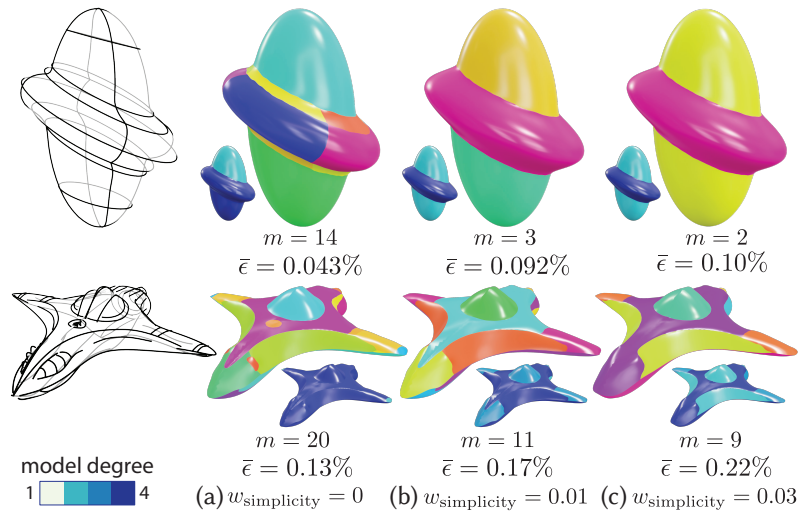 m = 14
m = 3
m = 2
ϵ̅ = 0.043%
ϵ̅ = 0.092%
ϵ̅ = 0.10%
m = 20
m = 11
m = 9
ϵ̅ = 0.13%
ϵ̅ = 0.17%
ϵ̅ = 0.22%
model degree
1 4
(a) w_simplicity = 0
(b) w_simplicity = 0.01
(c) w_simplicity = 0.03